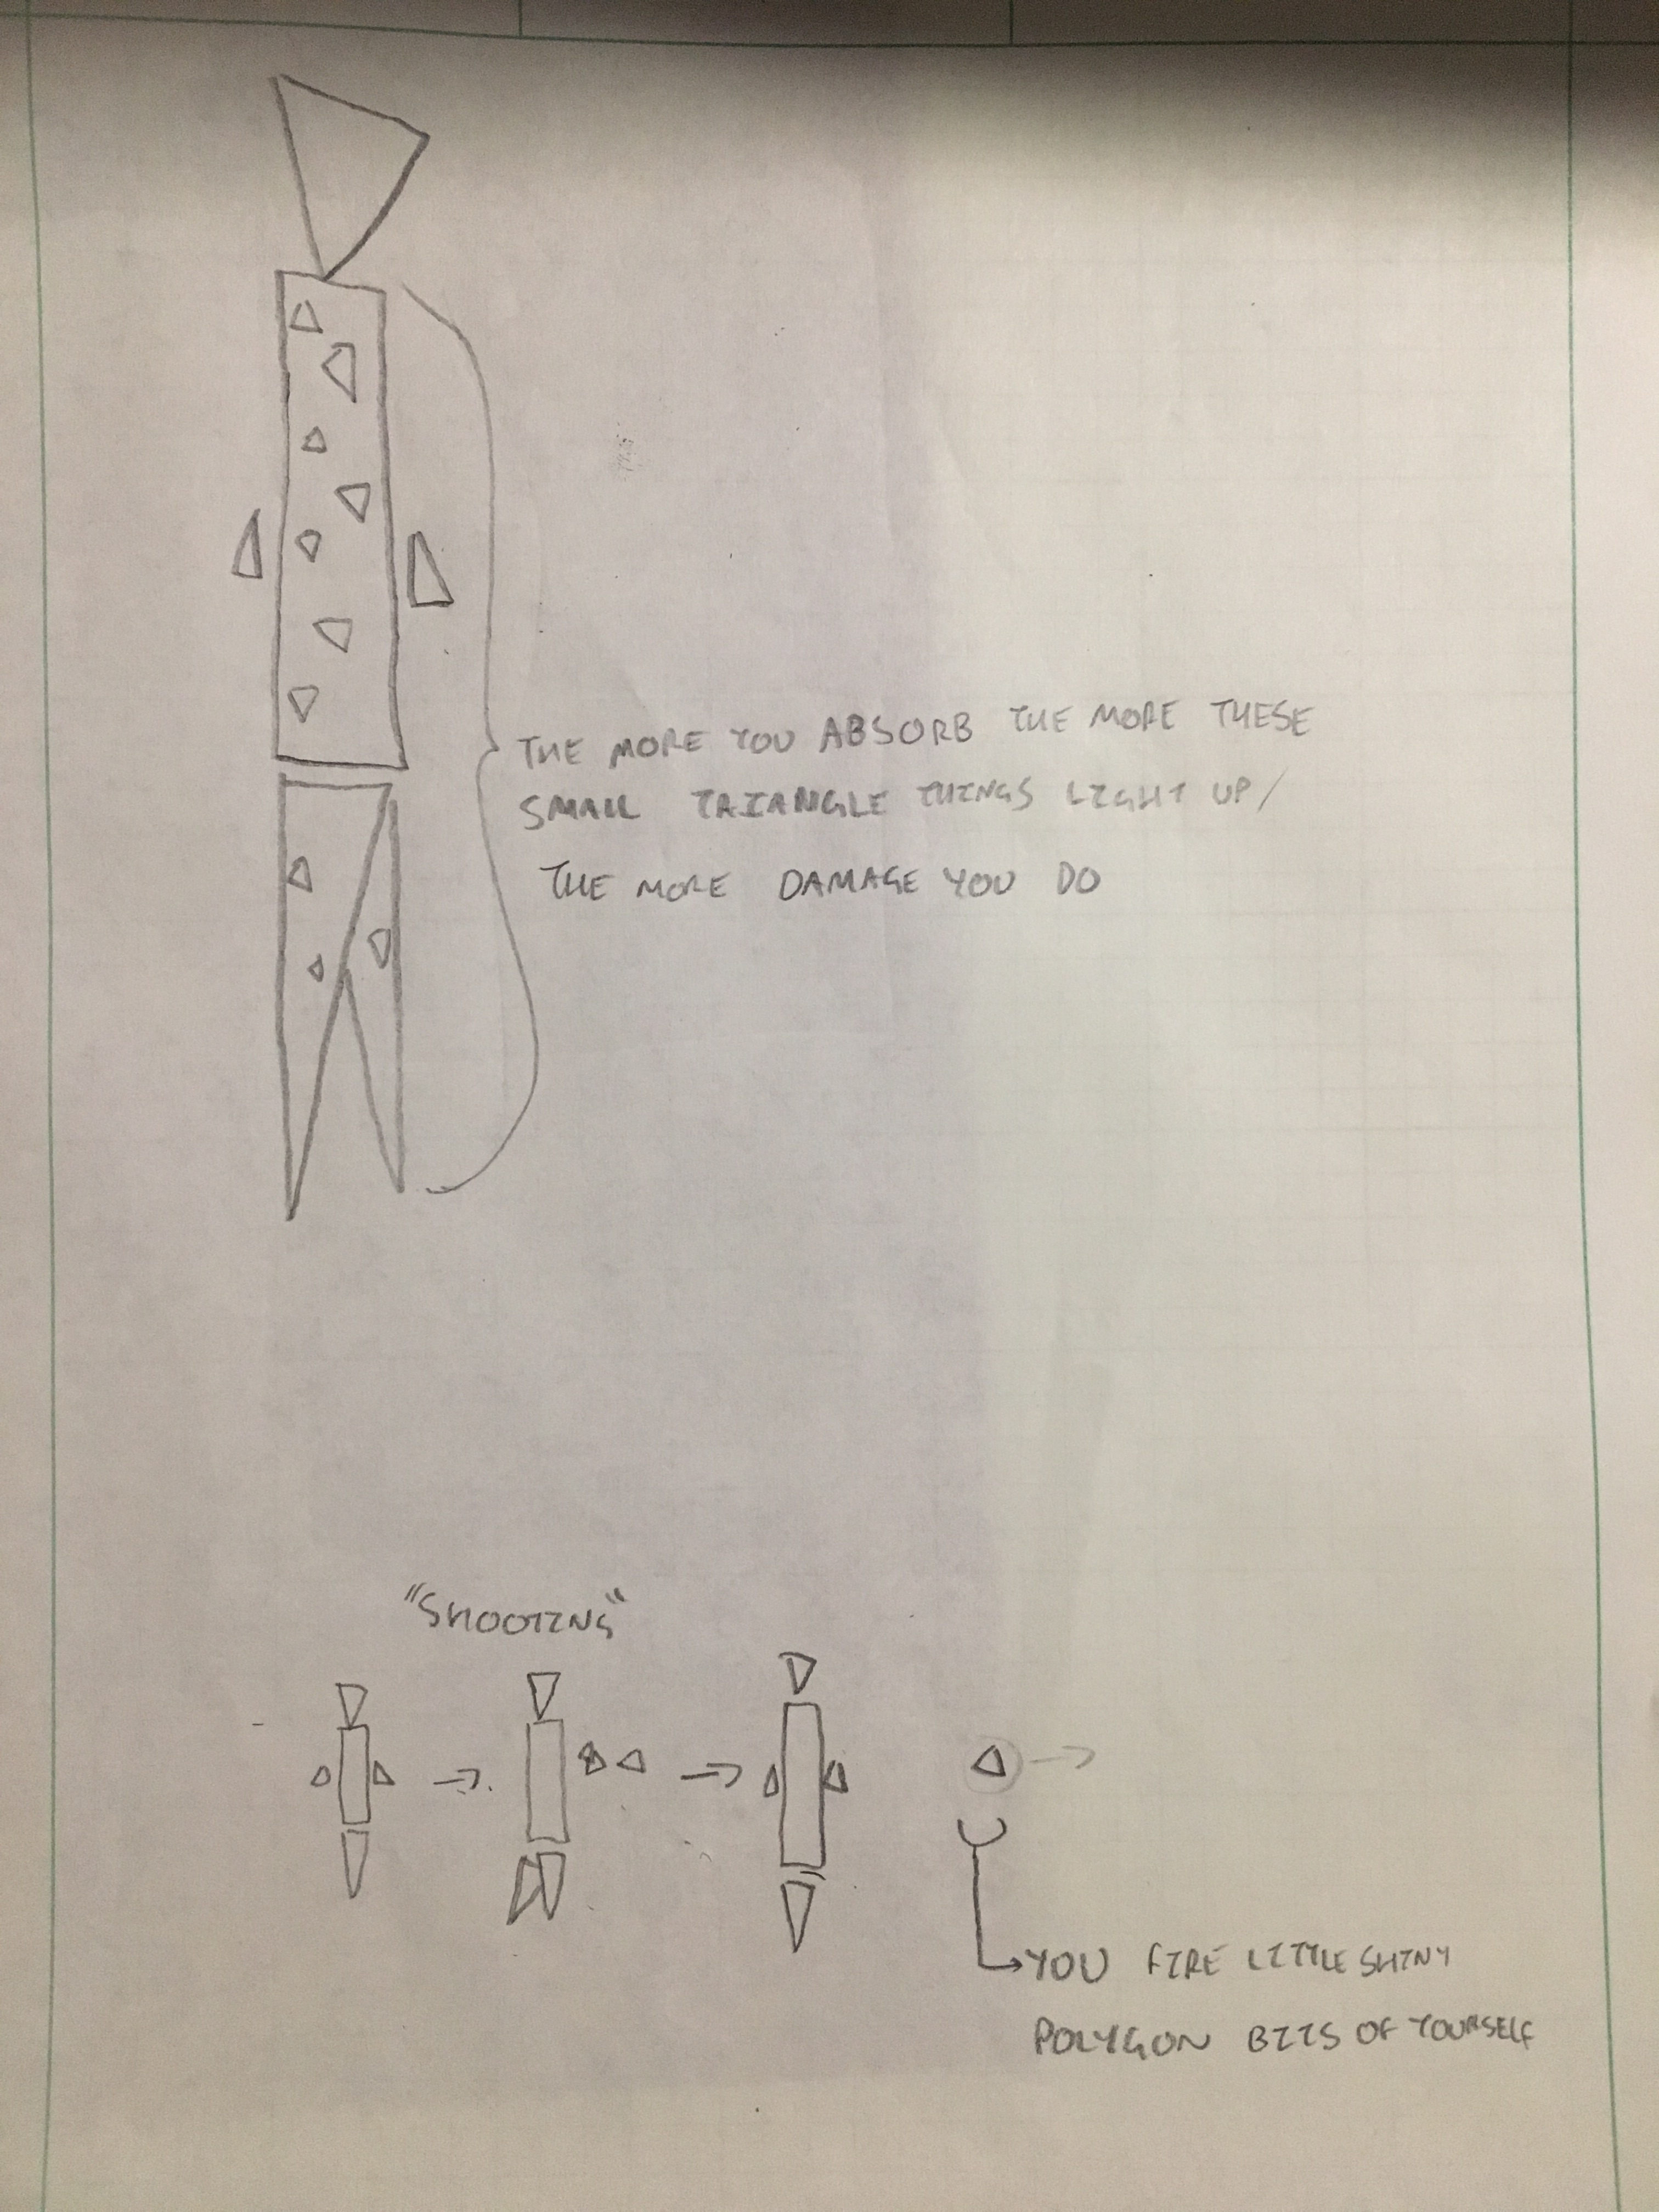 THE MORE YOU ABSORB THE MORE THESE
SMALL TRIANGLE THINGS LIGHT UP/
THE MORE DAMAGE YOU DO
"SHOOTING"
YOU FIRE LITTLE SHINY
POLYGON BITS OF YOURSELF